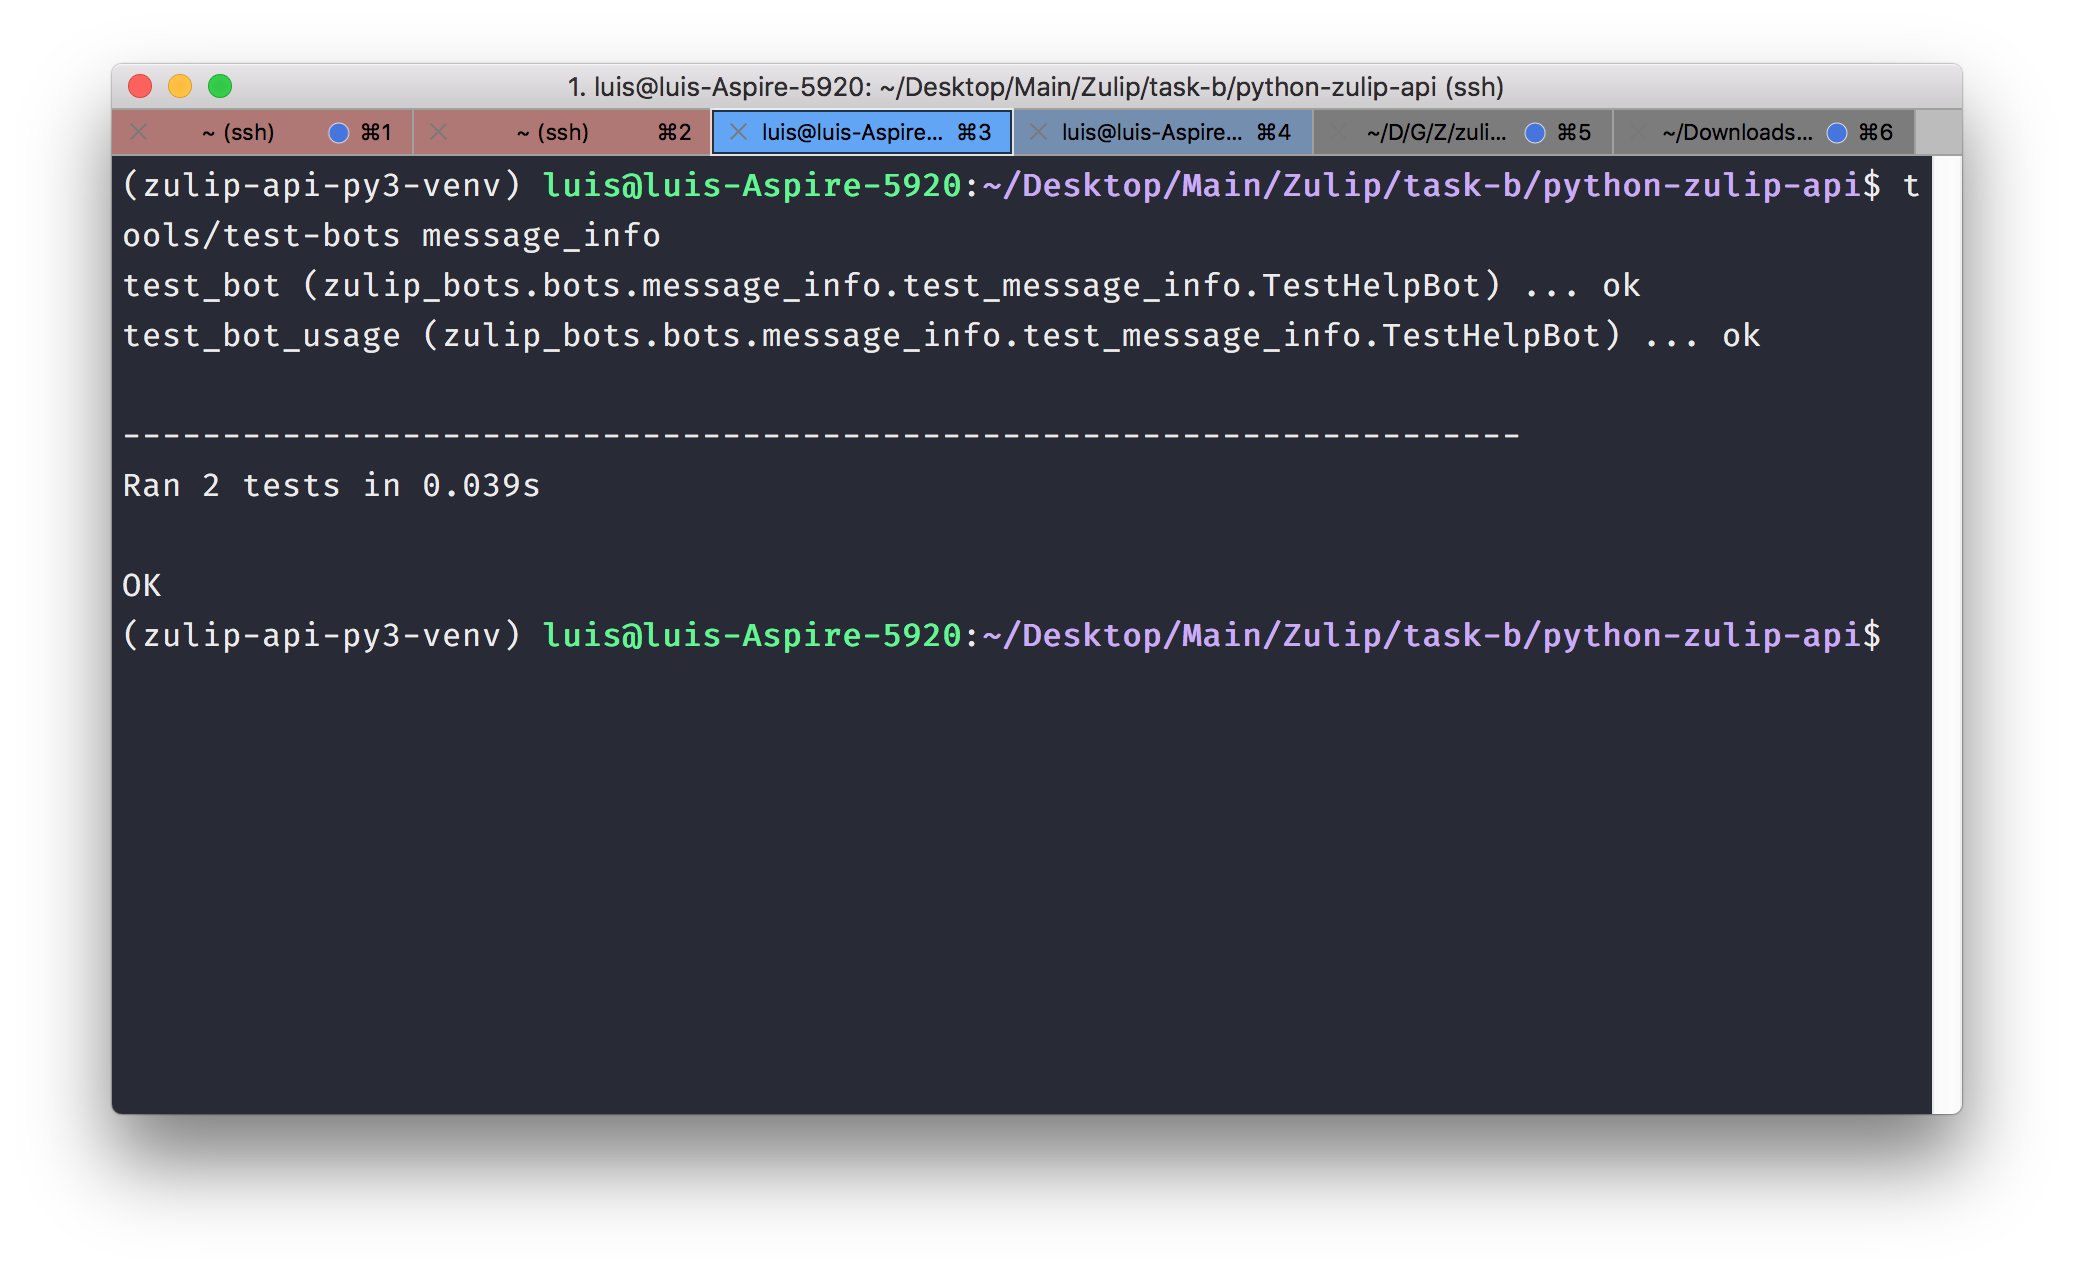 1. luis@luis-Aspire-5920: ~/Desktop/Main/Zulip/task-b/python-zulip-api (ssh)
~ (ssh) ⌘1 ~ (ssh) ⌘2 luis@luis-Aspire... ⌘3 luis@luis-Aspire... ⌘4 ~/D/G/Z/zuli... ⌘5 ~/Downloads... ⌘6
(zulip-api-py3-venv) luis@luis-Aspire-5920:~/Desktop/Main/Zulip/task-b/python-zulip-api$ t
ools/test-bots message_info
test_bot (zulip_bots.bots.message_info.test_message_info.TestHelpBot) ... ok
test_bot_usage (zulip_bots.bots.message_info.test_message_info.TestHelpBot) ... ok
----------------------------------------------------------------------
Ran 2 tests in 0.039s
OK
(zulip-api-py3-venv) luis@luis-Aspire-5920:~/Desktop/Main/Zulip/task-b/python-zulip-api$